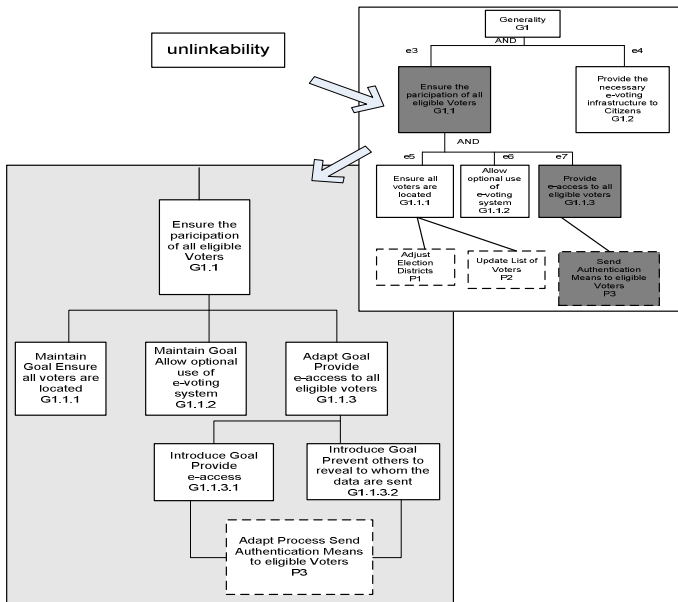 unlinkability
Generality
G1
AND
e3
e4
Ensure the
paricipation of all
eligible Voters
G1.1
Provide the
necessary
e-voting
infrastructure to
Citizens
G1.2
AND
e5
e6
e7
Ensure all
voters are
located
G1.1.1
Allow
optional use
of
e-voting
system
G1.1.2
Provide
e-access to all
eligible voters
G1.1.3
Adjust
Election
Districts
P1
Update List of
Voters
P2
Send
Authentication
Means to eligible
Voters
P3
Ensure the
paricipation
of all eligible
Voters
G1.1
Maintain
Goal Ensure
all voters are
located
G1.1.1
Maintain Goal
Allow optional
use of
e-voting
system
G1.1.2
Adapt Goal
Provide
e-access to all
eligible voters
G1.1.3
Introduce Goal
Provide
e-access
G1.1.3.1
Introduce Goal
Prevent others to
reveal to whom the
data are sent
G1.1.3.2
Adapt Process Send
Authentication Means
to eligible Voters
P3